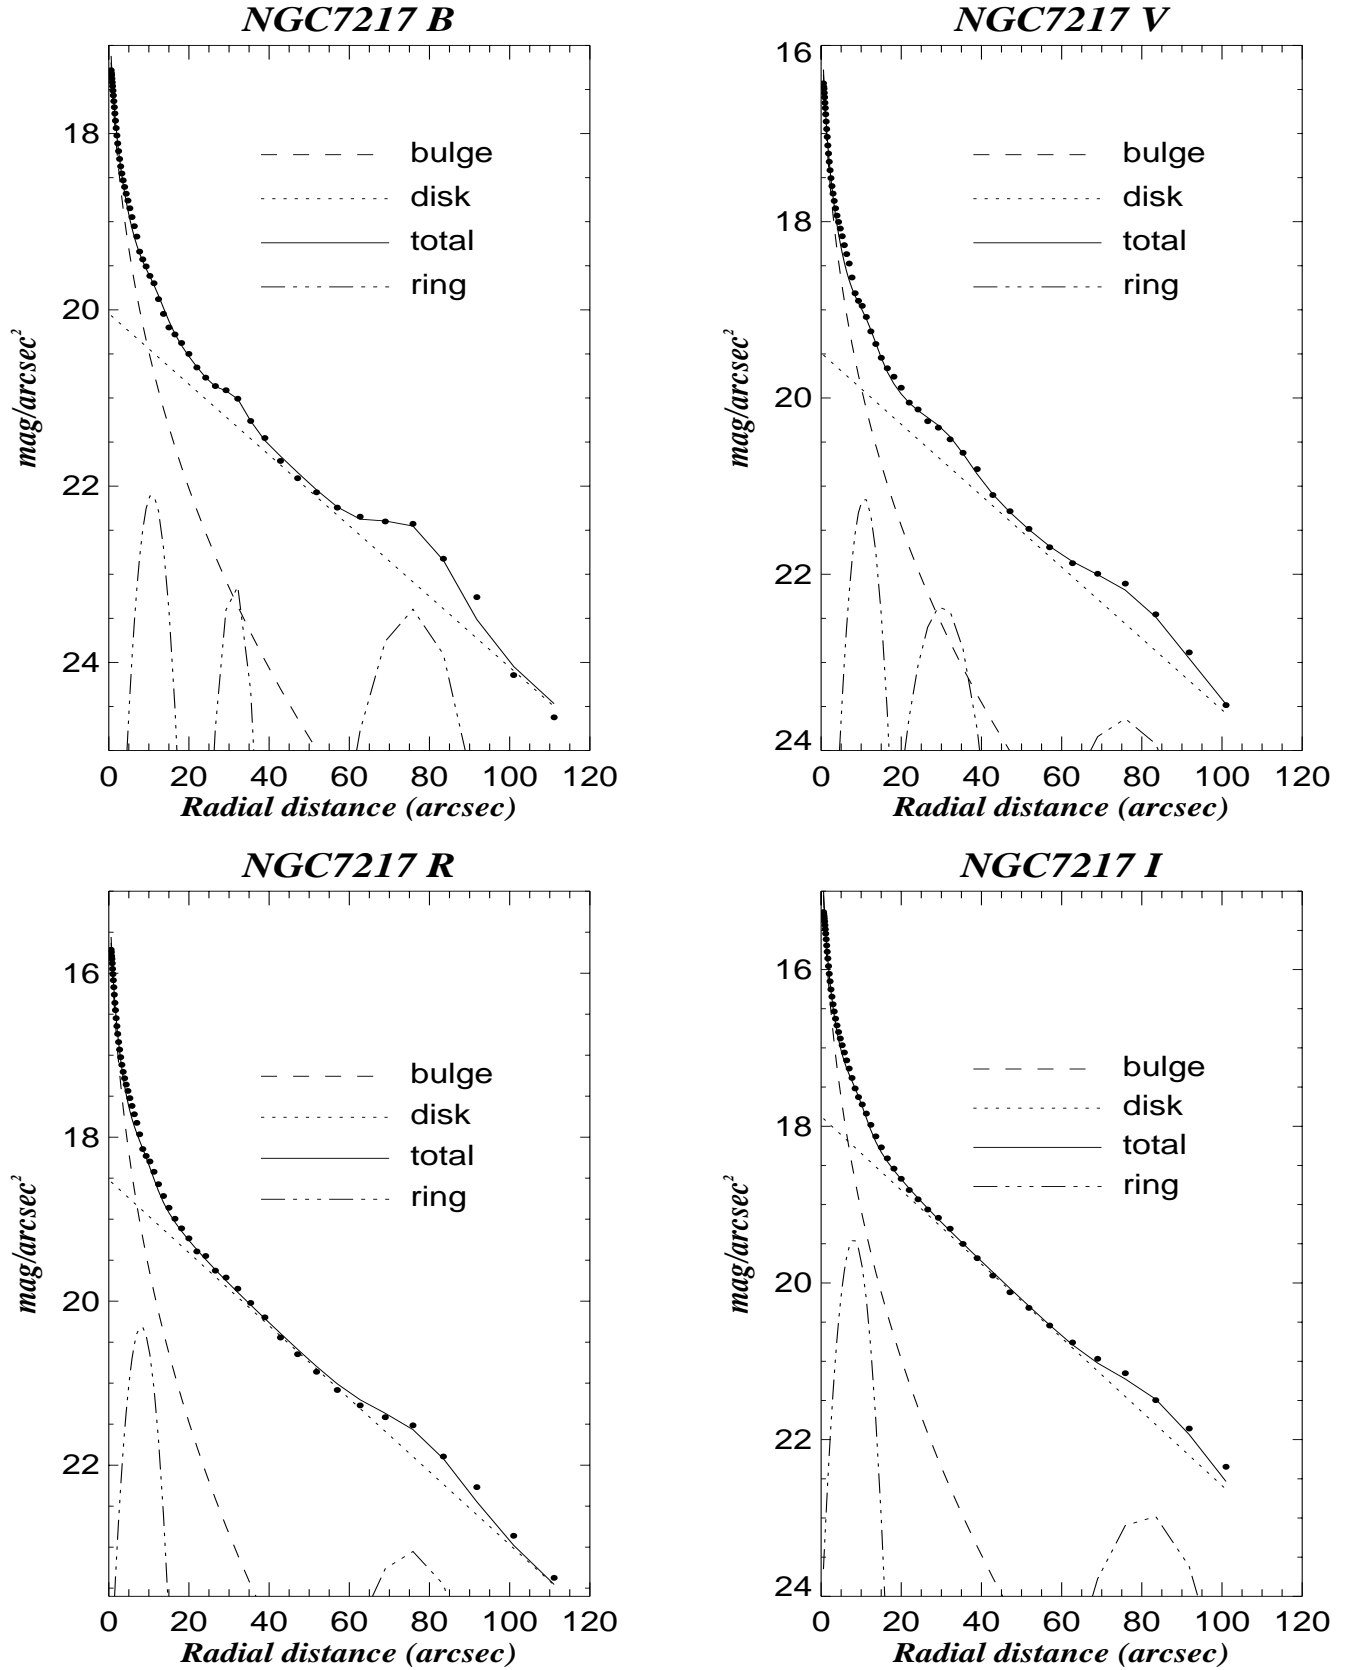 NGC7217 B
18
20
22
24
mag/arcsec²
bulge
disk
total
ring
0 20 40 60 80 100 120
Radial distance (arcsec)
NGC7217 V
16
18
20
22
24
mag/arcsec²
bulge
disk
total
ring
0 20 40 60 80 100 120
Radial distance (arcsec)
NGC7217 R
16
18
20
22
mag/arcsec²
bulge
disk
total
ring
0 20 40 60 80 100 120
Radial distance (arcsec)
NGC7217 I
16
18
20
22
24
mag/arcsec²
bulge
disk
total
ring
0 20 40 60 80 100 120
Radial distance (arcsec)